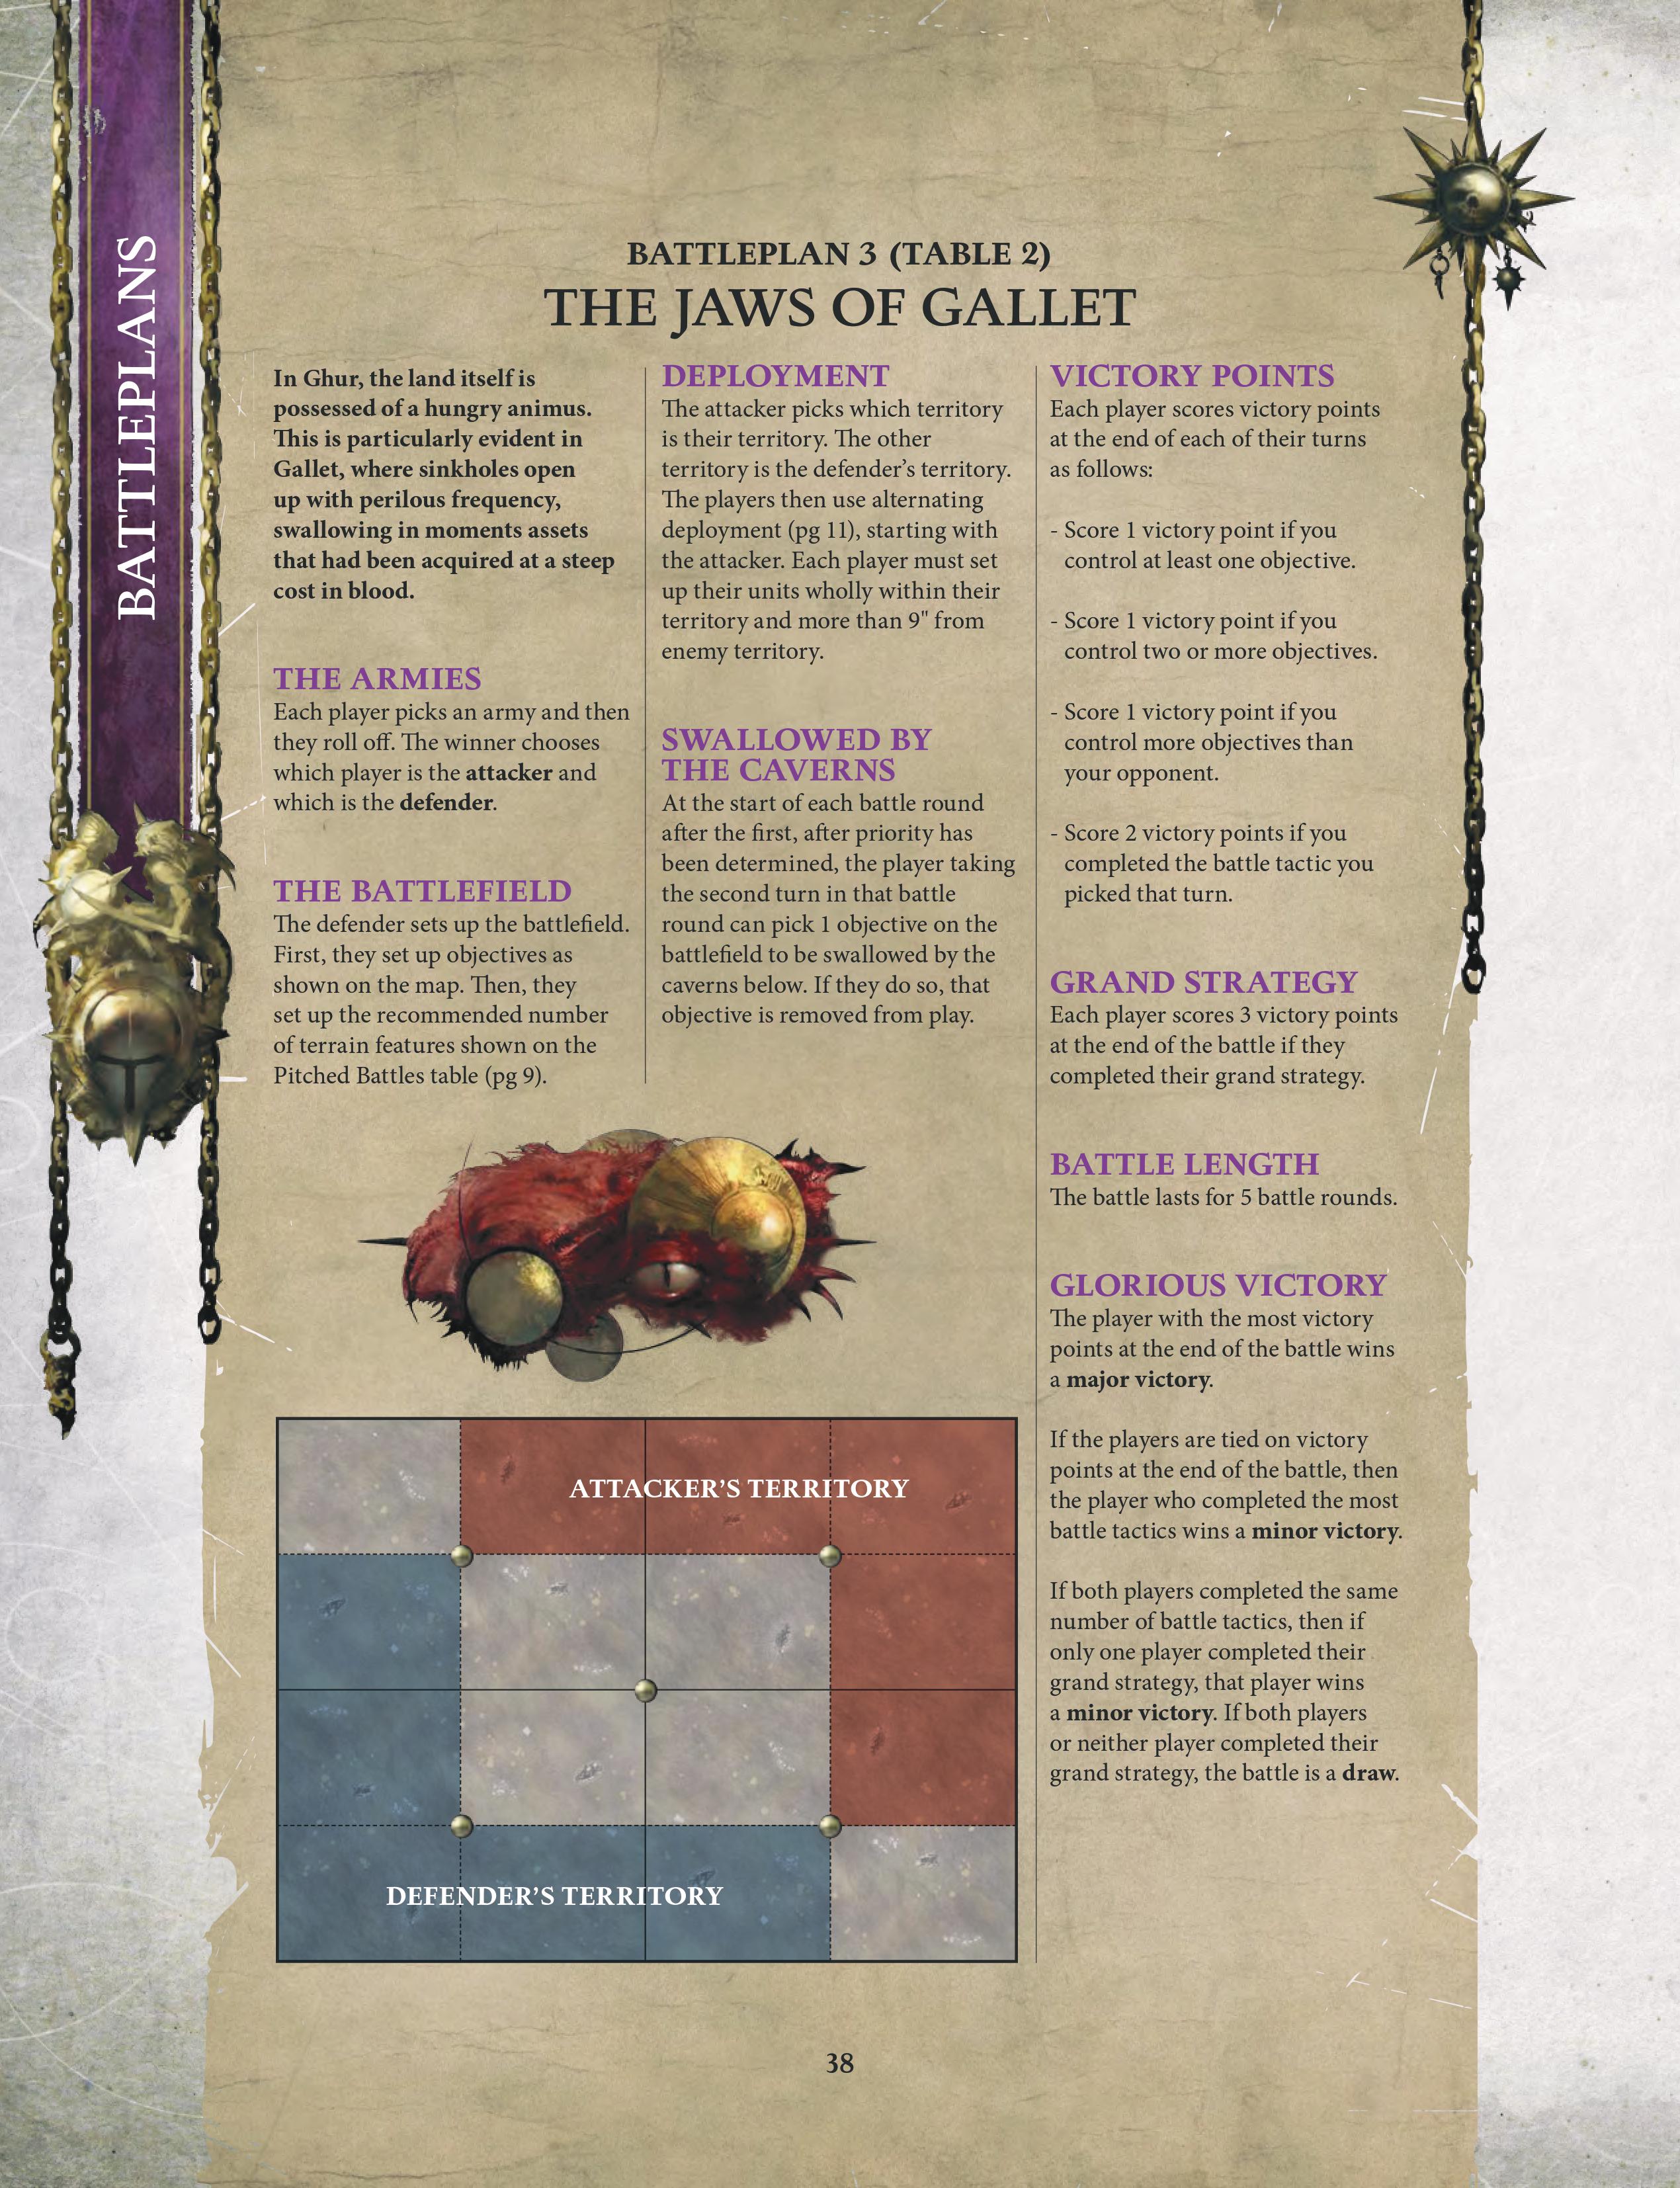 BATTLEPLANS
BATTLEPLAN 3 (TABLE 2)
THE JAWS OF GALLET
In Ghur, the land itself is
possessed of a hungry animus.
This is particularly evident in
Gallet, where sinkholes open
up with perilous frequency,
swallowing in moments assets
that had been acquired at a steep
cost in blood.
THE ARMIES
Each player picks an army and then
they roll off. The winner chooses
which player is the attacker and
which is the defender.
THE BATTLEFIELD
The defender sets up the battlefield.
First, they set up objectives as
shown on the map. Then, they
set up the recommended number
of terrain features shown on the
Pitched Battles table (pg 9).
DEPLOYMENT
The attacker picks which territory
is their territory. The other
territory is the defender’s territory.
The players then use alternating
deployment (pg 11), starting with
the attacker. Each player must set
up their units wholly within their
territory and more than 9" from
enemy territory.
SWALLOWED BY
THE CAVERNS
At the start of each battle round
after the first, after priority has
been determined, the player taking
the second turn in that battle
round can pick 1 objective on the
battlefield to be swallowed by the
caverns below. If they do so, that
objective is removed from play.
VICTORY POINTS
Each player scores victory points
at the end of each of their turns
as follows:
- Score 1 victory point if you
control at least one objective.
- Score 1 victory point if you
control two or more objectives.
- Score 1 victory point if you
control more objectives than
your opponent.
- Score 2 victory points if you
completed the battle tactic you
picked that turn.
GRAND STRATEGY
Each player scores 3 victory points
at the end of the battle if they
completed their grand strategy.
BATTLE LENGTH
The battle lasts for 5 battle rounds.
GLORIOUS VICTORY
The player with the most victory
points at the end of the battle wins
a major victory.
If the players are tied on victory
points at the end of the battle, then
the player who completed the most
battle tactics wins a minor victory.
If both players completed the same
number of battle tactics, then if
only one player completed their
grand strategy, that player wins
a minor victory. If both players
or neither player completed their
grand strategy, the battle is a draw.
ATTACKER’S TERRITORY
DEFENDER’S TERRITORY
38